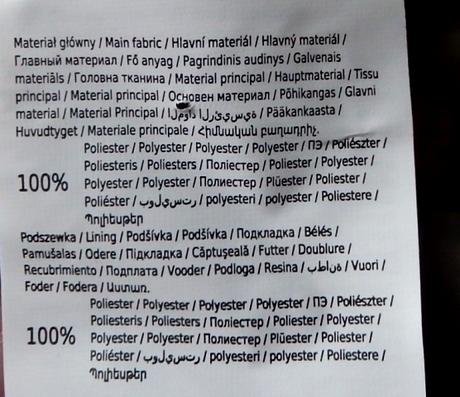 Materiał główny / Main fabric / Hlavní materiál / Hlavný materiál /
Главный материал / Fő anyag / Pagrindinis audinys / Galvenais
materiāls / Головна тканина / Material principal / Hauptmaterial / Tissu
principal / Material principal / Основен материал / Põhikangas / Glavni
material / Material Principal / المواد الرئيسية / Pääkankaasta /
Huvudtyget / Materiale principale / Հիմնական բաղադրիչ.
Poliester / Polyester / Polyester / Polyester / ПЭ / Poliészter /
Poliesteris / Poliesters / Поліестер / Poliester / Polyester /
100% Polyester / Polyester / Полиестер / Plüester / Poliester /
Poliéster / بوليستر / polyesteri / polyester / Poliestere /
Պոլիեսթեր
Podszewka / Lining / Podšívka / Podšívka / Подкладка / Bélés /
Pamušalas / Odere / Підкладка / Căptuşeală / Futter / Doublure /
Recubrimiento / Подплата / Vooder / Podloga / Resina / بطانة / Vuori /
Foder / Fodera / Աստառ.
Poliester / Polyester / Polyester / Polyester / ПЭ / Poliészter /
Poliesteris / Poliesters / Поліестер / Poliester / Polyester /
100% Polyester / Polyester / Полиестер / Plüester / Poliester /
Poliéster / بوليستر / polyesteri / polyester / Poliestere /
Պոլիեսթեր